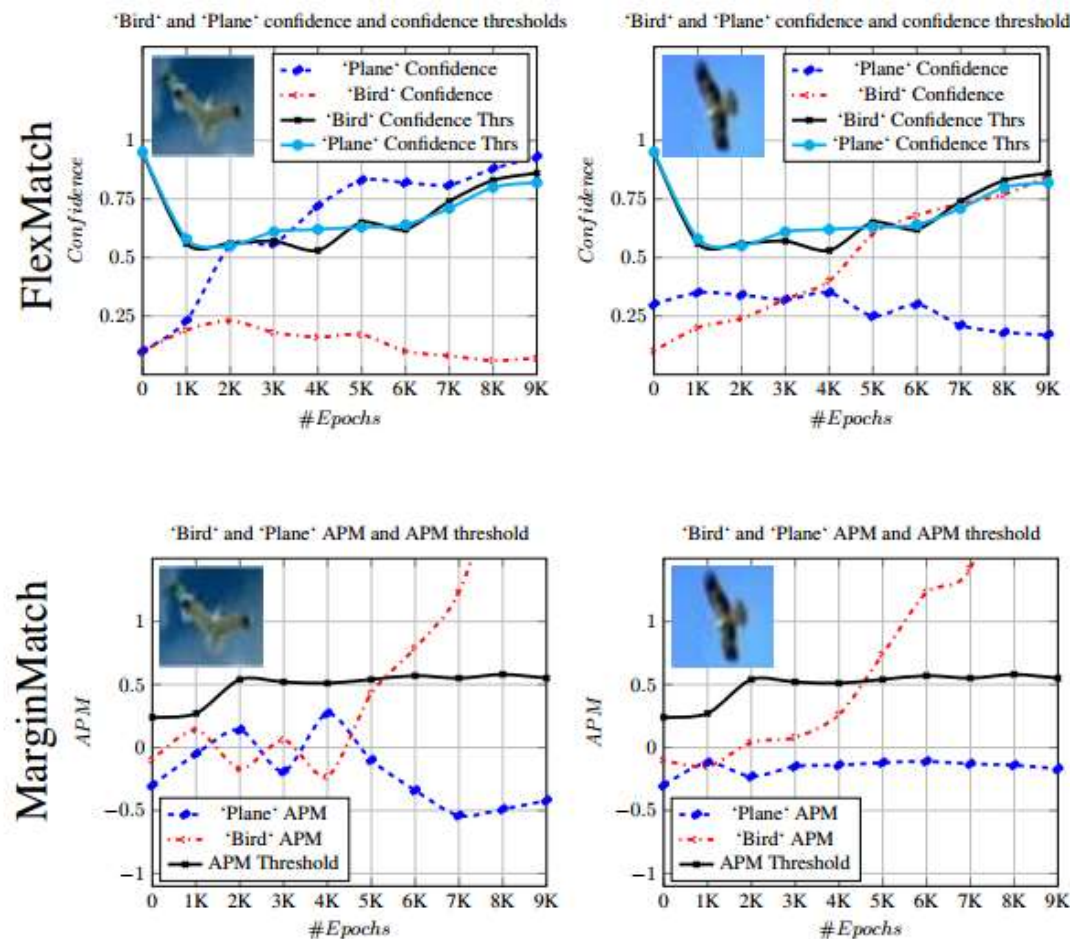 ‘Bird‘ and ‘Plane‘ confidence and confidence thresholds
‘Plane‘ Confidence
‘Bird‘ Confidence
‘Bird‘ Confidence Thrs
‘Plane‘ Confidence Thrs
1
0.75
0.5
0.25
Confidence
0 1K 2K 3K 4K 5K 6K 7K 8K 9K
#Epochs
FlexMatch
‘Bird‘ and ‘Plane‘ confidence and confidence threshold
‘Plane‘ Confidence
‘Bird‘ Confidence
‘Bird‘ Confidence Thrs
‘Plane‘ Confidence Thrs
1
0.75
0.5
0.25
Confidence
0 1K 2K 3K 4K 5K 6K 7K 8K 9K
#Epochs
‘Bird‘ and ‘Plane‘ APM and APM threshold
1
0.5
0
−0.5
−1
APM
‘Plane‘ APM
‘Bird‘ APM
APM Threshold
0 1K 2K 3K 4K 5K 6K 7K 8K 9K
#Epochs
MarginMatch
‘Bird‘ and ‘Plane‘ APM and APM threshold
1
0.5
0
−0.5
−1
APM
‘Plane‘ APM
‘Bird‘ APM
APM Threshold
0 1K 2K 3K 4K 5K 6K 7K 8K 9K
#Epochs